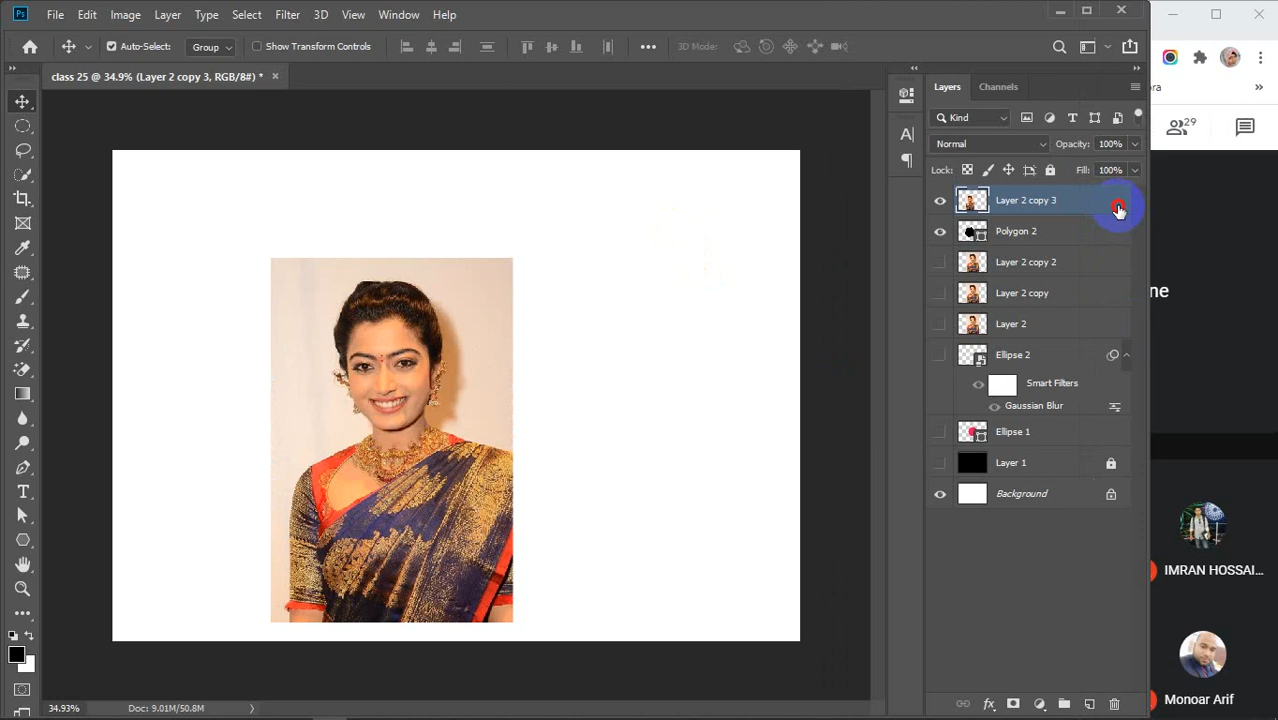 Ps File Edit Image Layer Type Select Filter 3D View Window Help
Auto-Select: Group Show Transform Controls 3D Mode:
class 25 @ 34.9% (Layer 2 copy 3, RGB/8#) * ×
Layers Channels
Kind
Normal Opacity: 100%
Lock: Fill: 100%
Layer 2 copy 3
Polygon 2
Layer 2 copy 2
Layer 2 copy
Layer 2
Ellipse 2
Smart Filters
Gaussian Blur
Ellipse 1
Layer 1
Background
34.93% Doc: 9.01M/50.8M
ora
29
ne
IMRAN HOSSAI...
Monoar Arif